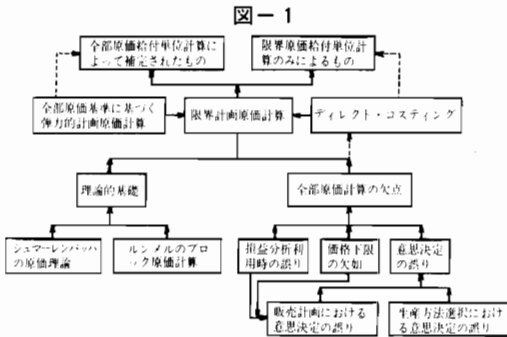 図－1
全部原価給付単位計算に
よって補定されたもの
限界原価給付単位計算
のみによるもの
全部原価基準に基づく
弾力的計画原価計算
限界計画原価計算
ディレクト・コスティング
理論的基礎
全部原価計算の欠点
シュマーレンバッハ
の原価理論
ルンメルのブロ
ック原価計算
損益分析利
用時の誤り
価格下限
の欠如
意思決定
の誤り
販売計画における
意思決定の誤り
生産方法選択にお
ける意思決定の誤り